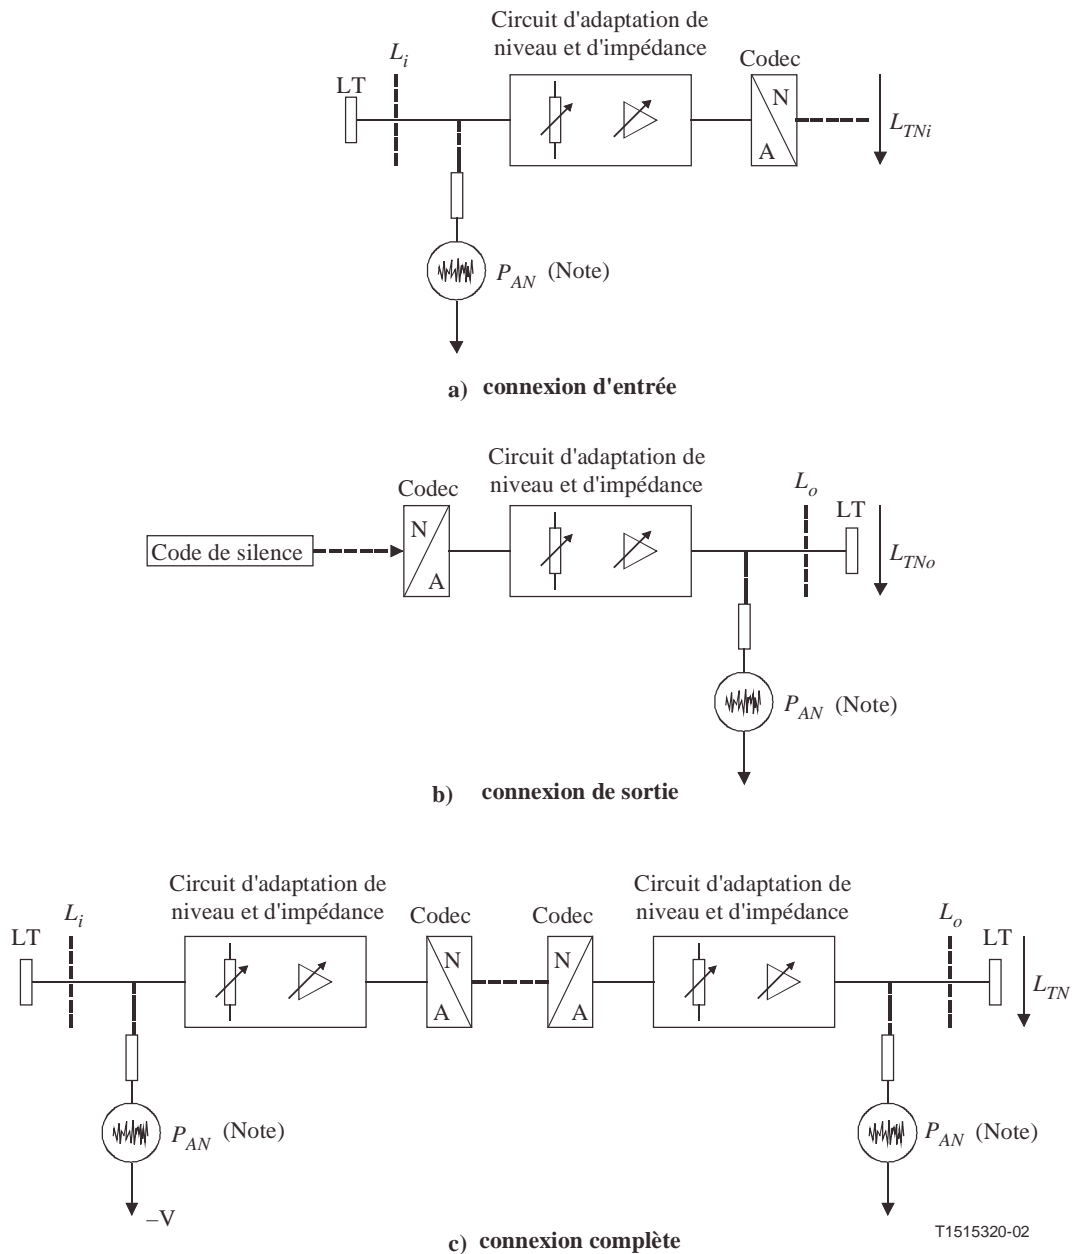 Circuit d'adaptation de
niveau et d'impédance
Codec
L_i
LT
N
A
L_TNi
P_AN (Note)
a) connexion d'entrée
Circuit d'adaptation de
niveau et d'impédance
Codec
L_o
LT
N
A
Code de silence
L_TNo
P_AN (Note)
b) connexion de sortie
Circuit d'adaptation de
niveau et d'impédance
Codec
Codec
Circuit d'adaptation de
niveau et d'impédance
L_i
L_o
LT
LT
N
A
N
A
L_TN
P_AN (Note)
P_AN (Note)
–V
c) connexion complète
T1515320-02